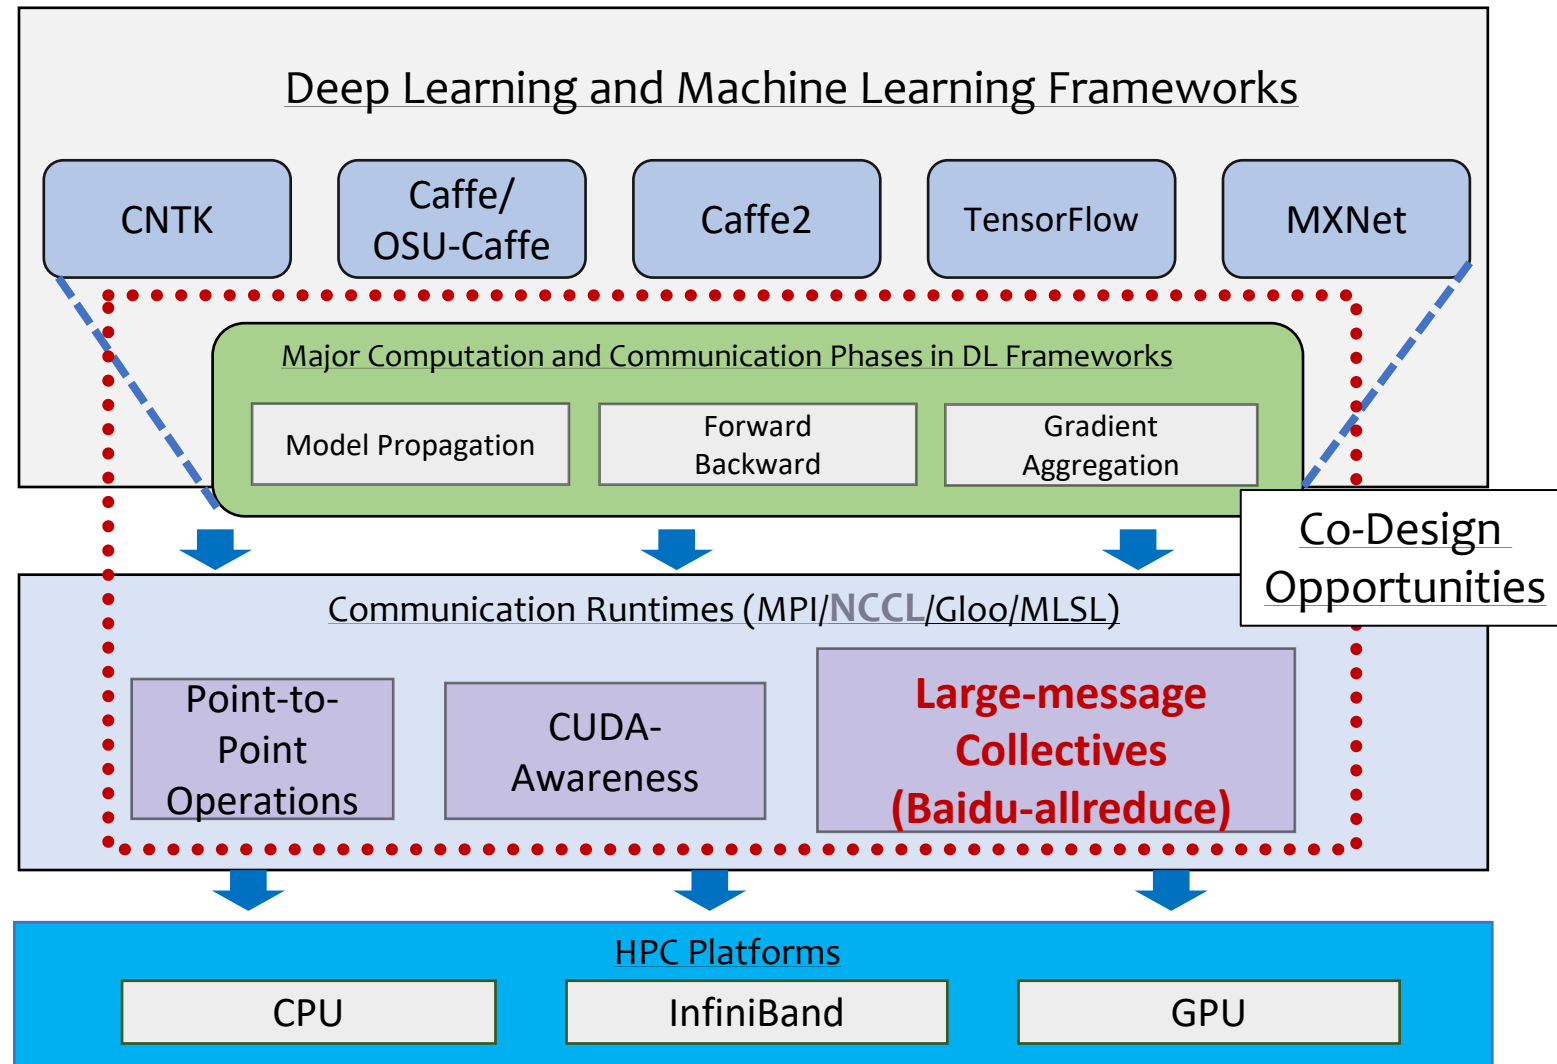 Deep Learning and Machine Learning Frameworks
CNTK
Caffe/
OSU-Caffe
Caffe2
TensorFlow
MXNet
Major Computation and Communication Phases in DL Frameworks
Model Propagation
Forward
Backward
Gradient
Aggregation
Co-Design
Opportunities
Communication Runtimes (MPI/NCCL/Gloo/MLSL)
Point-to-
Point
Operations
CUDA-
Awareness
Large-message
Collectives
(Baidu-allreduce)
HPC Platforms
CPU
InfiniBand
GPU